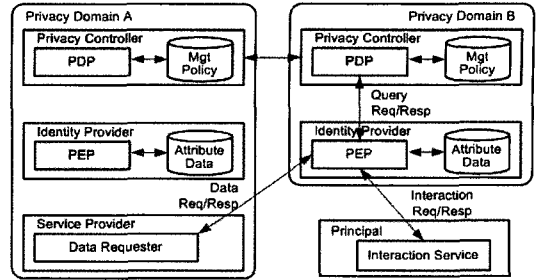 Privacy Domain A
Privacy Controller
PDP
Mgt
Policy
Identity Provider
PEP
Attribute
Data
Data
Req/Resp
Service Provider
Data Requester
Privacy Domain B
Privacy Controller
PDP
Mgt
Policy
Query
Req/Resp
Identity Provider
PEP
Attribute
Data
Interaction
Req/Resp
Principal
Interaction Service